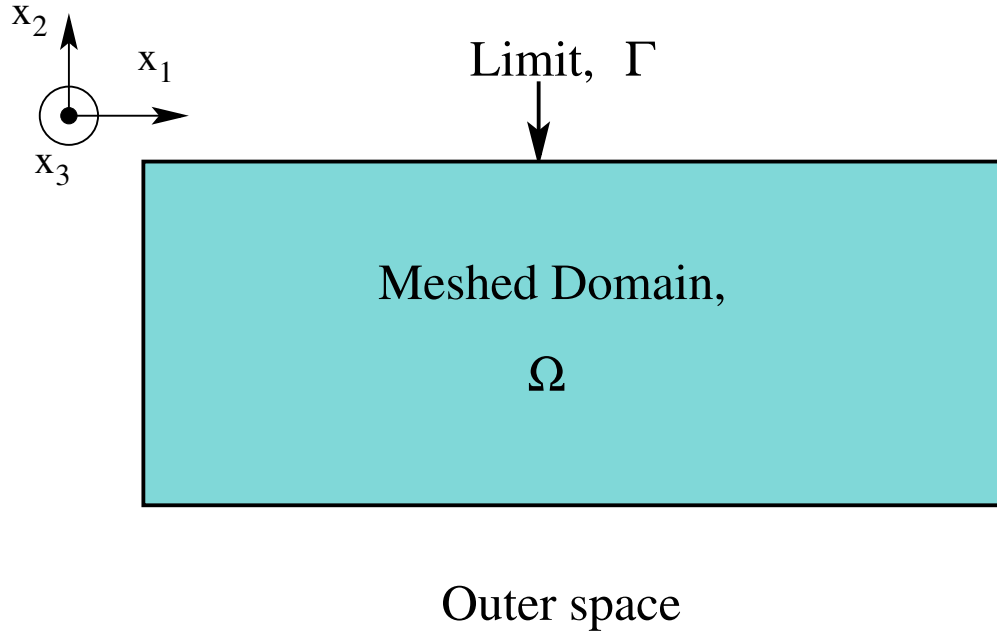 x2
x1
x3
Limit, Γ
Meshed Domain,
Ω
Outer space